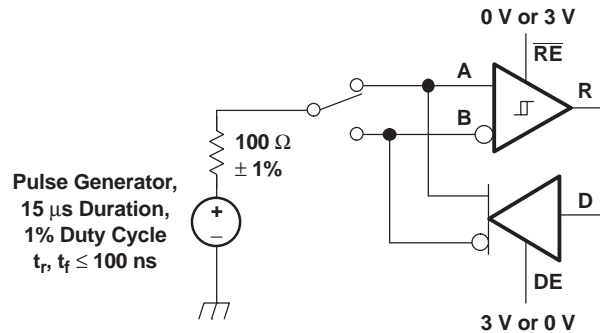 0 V or 3 V
RE
A
R
B
100 Ω
± 1%
Pulse Generator,
15 μs Duration,
1% Duty Cycle
tr, tf ≤ 100 ns
+
–
D
DE
3 V or 0 V